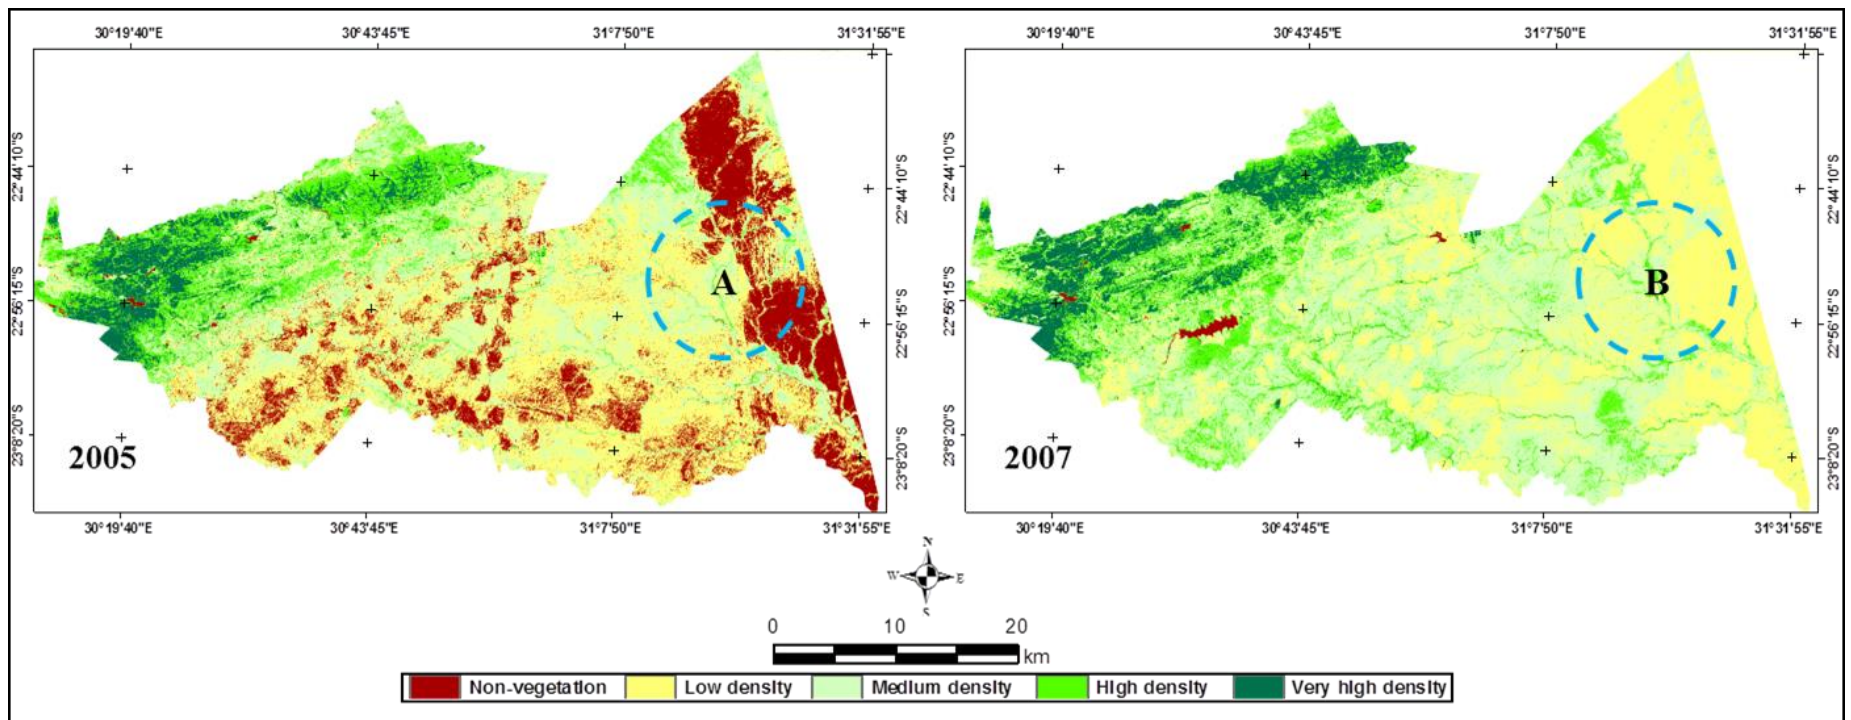 30°19'40"E 30°43'45"E 31°7'50"E 31°31'55"E
30°19'40"E 30°43'45"E 31°7'50"E 31°31'55"E
22°44'10"S
22°44'10"S
22°44'10"S
22°44'10"S
A
B
22°56'15"S
22°56'15"S
22°56'15"S
22°56'15"S
23°8'20"S
23°8'20"S
23°8'20"S
23°8'20"S
2005
2007
30°19'40"E 30°43'45"E 31°7'50"E 31°31'55"E
30°19'40"E 30°43'45"E 31°7'50"E 31°31'55"E
N
W E
S
0 10 20
km
Non-vegetation Low density Medium density High density Very high density